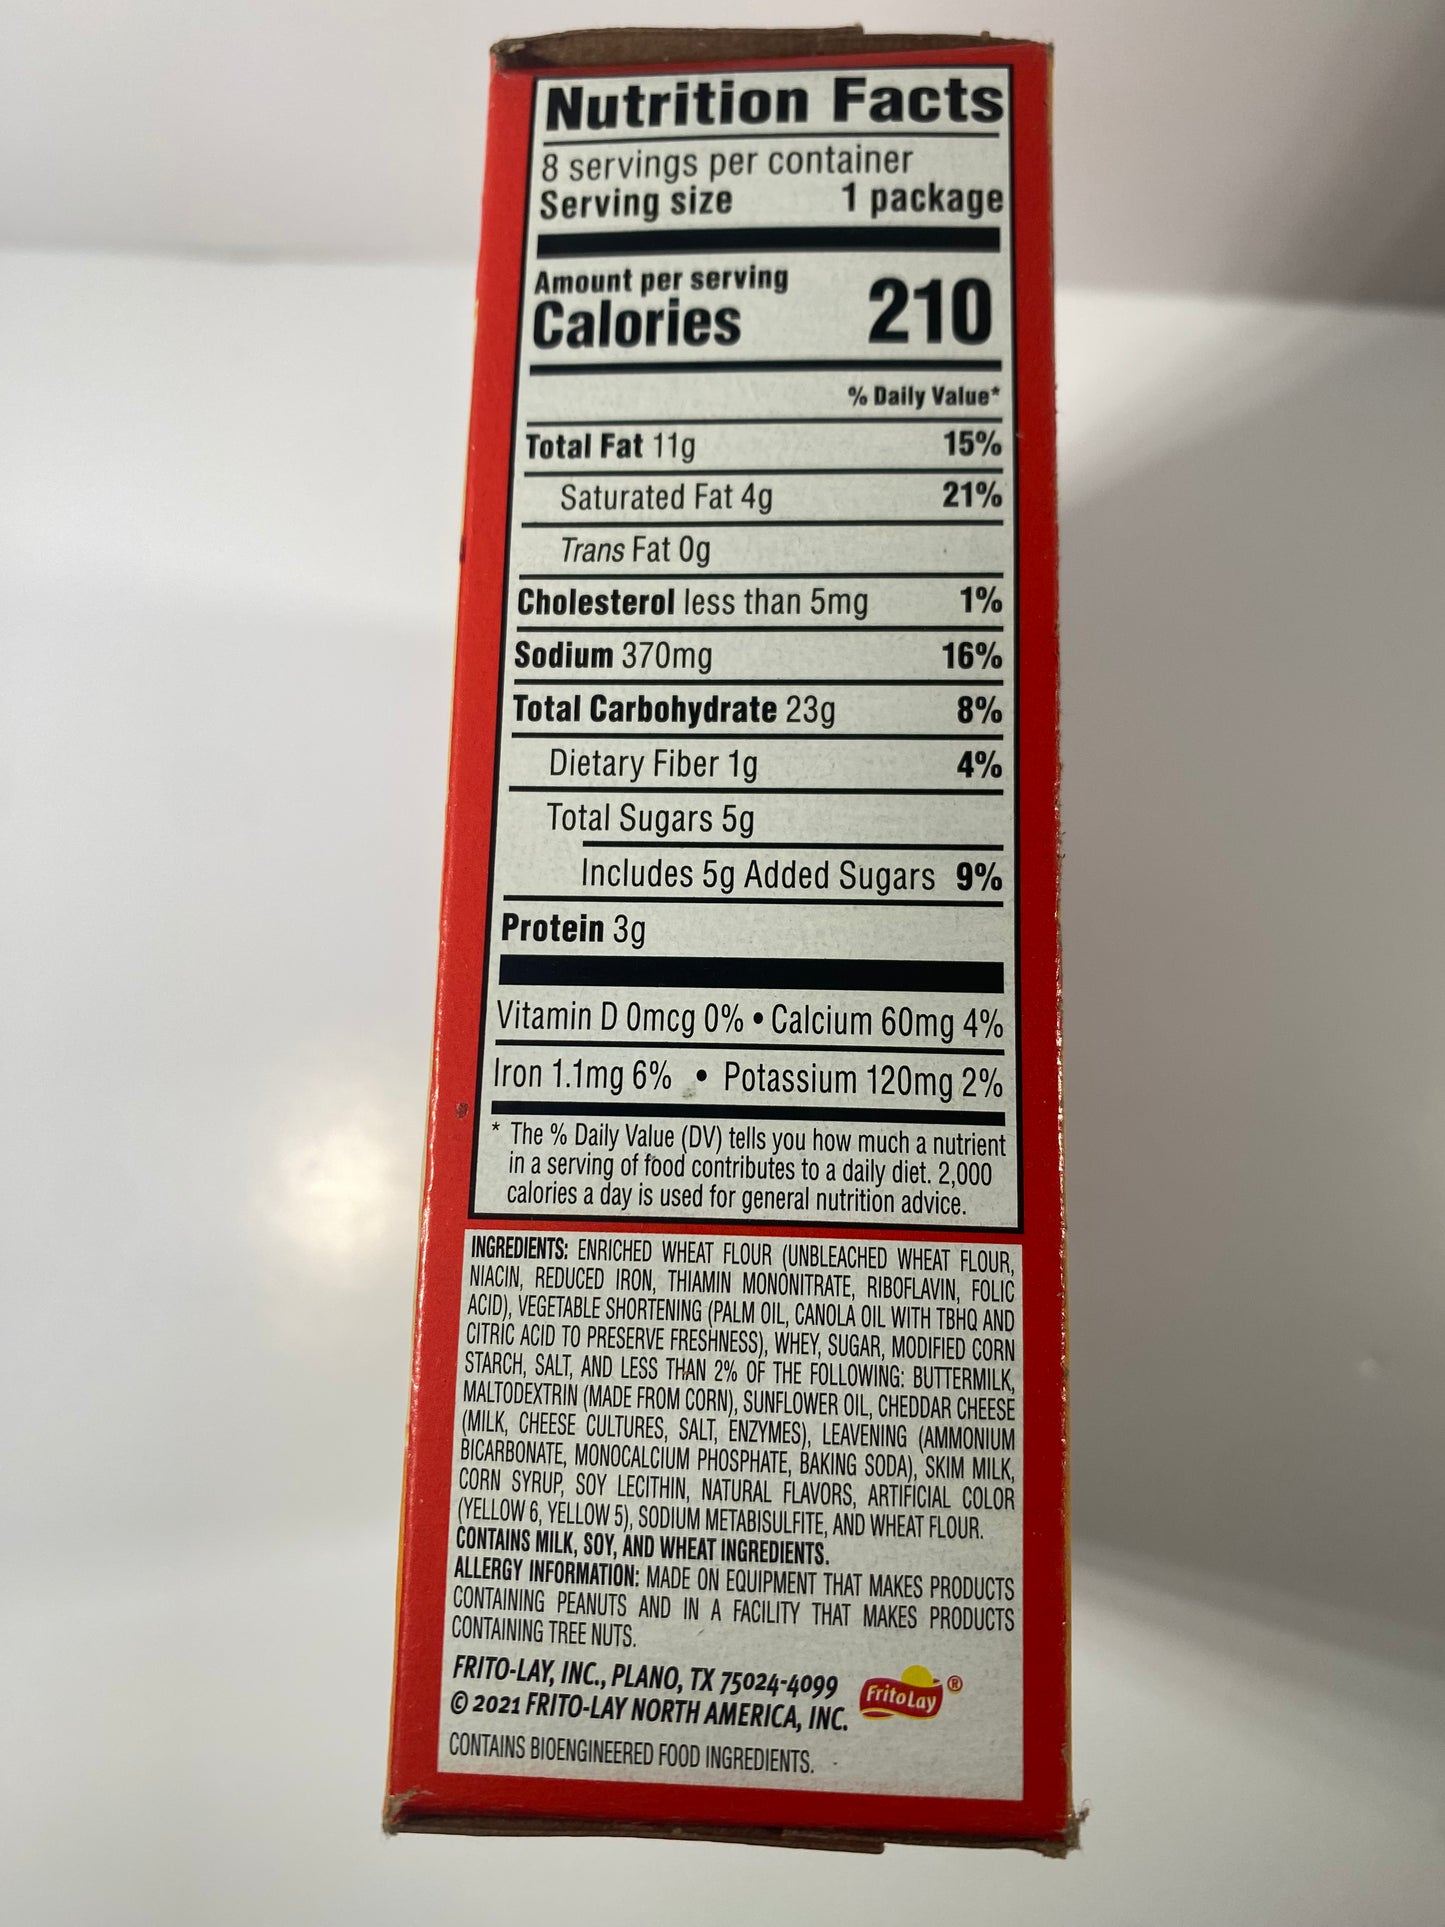 Nutrition Facts
8 servings per container
Serving size 1 package
Amount per serving
Calories 210
% Daily Value*
Total Fat 11g 15%
Saturated Fat 4g 21%
Trans Fat 0g
Cholesterol less than 5mg 1%
Sodium 370mg 16%
Total Carbohydrate 23g 8%
Dietary Fiber 1g 4%
Total Sugars 5g
Includes 5g Added Sugars 9%
Protein 3g
Vitamin D 0mcg 0% • Calcium 60mg 4%
Iron 1.1mg 6% • Potassium 120mg 2%
* The % Daily Value (DV) tells you how much a nutrient
in a serving of food contributes to a daily diet. 2,000
calories a day is used for general nutrition advice.
INGREDIENTS: ENRICHED WHEAT FLOUR (UNBLEACHED WHEAT FLOUR,
NIACIN, REDUCED IRON, THIAMIN MONONITRATE, RIBOFLAVIN, FOLIC
ACID), VEGETABLE SHORTENING (PALM OIL, CANOLA OIL WITH TBHQ AND
CITRIC ACID TO PRESERVE FRESHNESS), WHEY, SUGAR, MODIFIED CORN
STARCH, SALT, AND LESS THAN 2% OF THE FOLLOWING: BUTTERMILK,
MALTODEXTRIN (MADE FROM CORN), SUNFLOWER OIL, CHEDDAR CHEESE
(MILK, CHEESE CULTURES, SALT, ENZYMES), LEAVENING (AMMONIUM
BICARBONATE, MONOCALCIUM PHOSPHATE, BAKING SODA), SKIM MILK,
CORN SYRUP, SOY LECITHIN, NATURAL FLAVORS, ARTIFICIAL COLOR
(YELLOW 6, YELLOW 5), SODIUM METABISULFITE, AND WHEAT FLOUR.
CONTAINS MILK, SOY, AND WHEAT INGREDIENTS.
ALLERGY INFORMATION: MADE ON EQUIPMENT THAT MAKES PRODUCTS
CONTAINING PEANUTS AND IN A FACILITY THAT MAKES PRODUCTS
CONTAINING TREE NUTS.
FRITO-LAY, INC., PLANO, TX 75024-4099
© 2021 FRITO-LAY NORTH AMERICA, INC.
FritoLay ®
CONTAINS BIOENGINEERED FOOD INGREDIENTS.